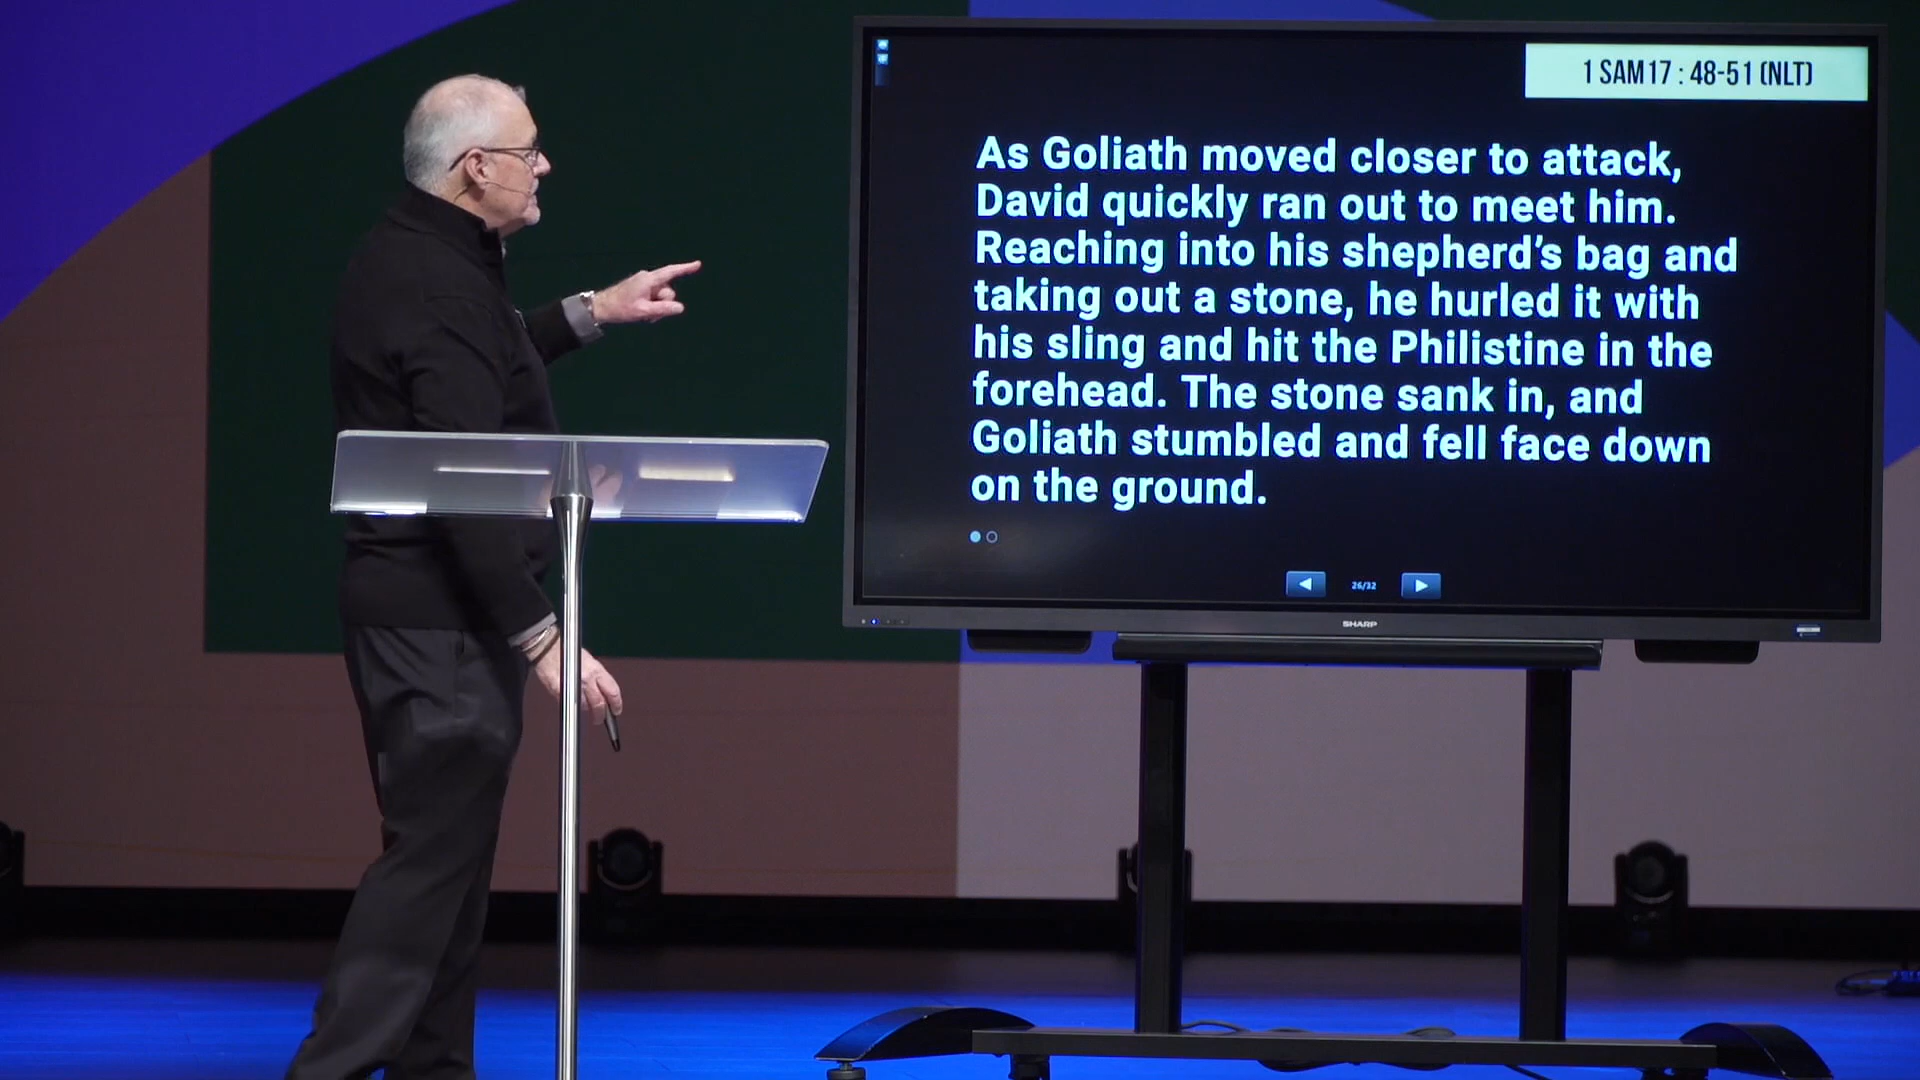 1 SAM 17 : 48-51 (NLT)
As Goliath moved closer to attack,
David quickly ran out to meet him.
Reaching into his shepherd’s bag and
taking out a stone, he hurled it with
his sling and hit the Philistine in the
forehead. The stone sank in, and
Goliath stumbled and fell face down
on the ground.
26/32
SHARP